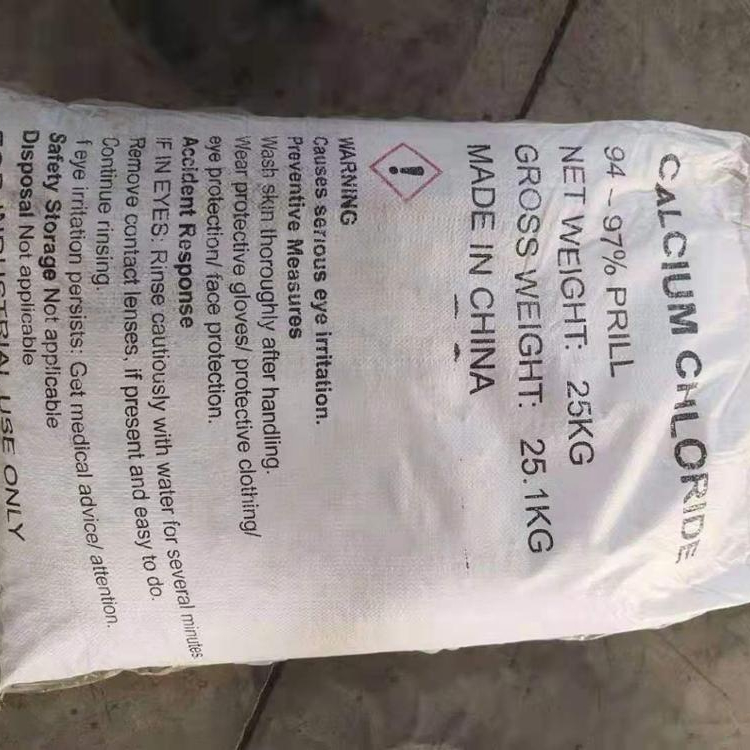 CALCIUM CHLORIDE
94-97% PRILL
NET WEIGHT: 25KG
GROSS WEIGHT: 25.1KG
MADE IN CHINA
WARNING
Causes serious eye irritation.
Preventive Measures
Wash skin thoroughly after handling.
Wear protective gloves/ protective clothing/
eye protection/ face protection.
Accident Response
IF IN EYES: Rinse cautiously with water for several minutes
Remove contact lenses, if present and easy to do.
Continue rinsing
f eye irritation persists: Get medical advice/ attention.
Safety Storage Not applicable
Disposal Not applicable
FOR INDUSTRIAL USE ONLY